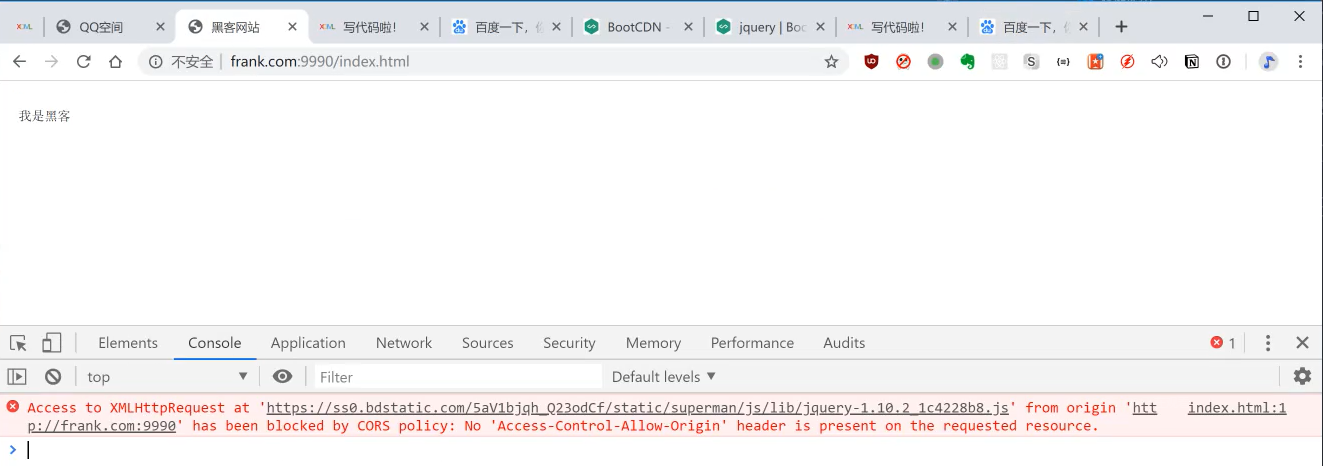 XML QQ空间 黑客网站 XML 写代码啦! 百度一下, BootCDN - jquery | Boo XML 写代码啦! 百度一下,
不安全 | frank.com:9990/index.html
我是黑客
Elements Console Application Network Sources Security Memory Performance Audits 1
top Filter Default levels
Access to XMLHttpRequest at 'https://ss0.bdstatic.com/5aV1bjqh_Q23odCf/static/superman/js/lib/jquery-1.10.2_1c4228b8.js' from origin 'htt index.html:1
p://frank.com:9990' has been blocked by CORS policy: No 'Access-Control-Allow-Origin' header is present on the requested resource.